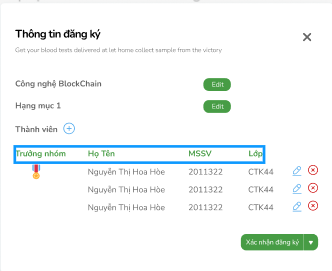 Thông tin đăng ký
Get your blood tests delivered at let home collect sample from the victory.
Công nghệ BlockChain Edit
Hạng mục 1 Edit
Thành viên
Trưởng nhóm Họ Tên MSSV Lớp
Nguyễn Thị Hoa Hòe 2011322 CTK44
Nguyễn Thị Hoa Hòe 2011322 CTK44
Nguyễn Thị Hoa Hòe 2011322 CTK44
Xác nhận đăng ký